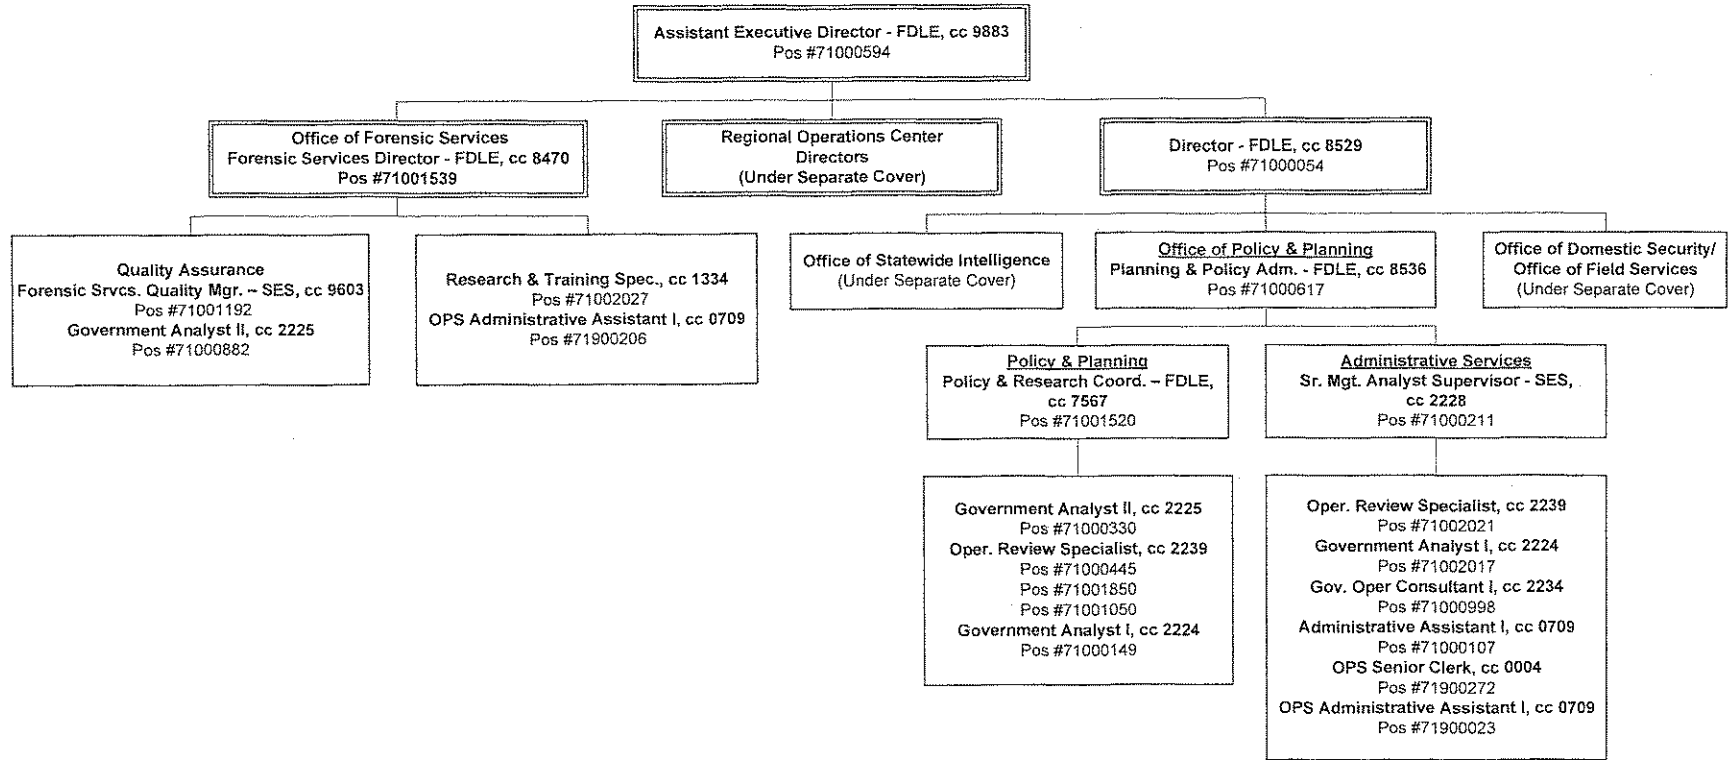 Assistant Executive Director - FDLE, cc 9883
Pos #71000594
Office of Forensic Services
Forensic Services Director - FDLE, cc 8470
Pos #71001539
Regional Operations Center
Directors
(Under Separate Cover)
Director - FDLE, cc 8529
Pos #71000054
Quality Assurance
Forensic Srvcs. Quality Mgr. – SES, cc 9603
Pos #71001192
Government Analyst II, cc 2225
Pos #71000882
Research & Training Spec., cc 1334
Pos #71002027
OPS Administrative Assistant I, cc 0709
Pos #71900206
Office of Statewide Intelligence
(Under Separate Cover)
Office of Policy & Planning
Planning & Policy Adm. - FDLE, cc 8536
Pos #71000617
Office of Domestic Security/
Office of Field Services
(Under Separate Cover)
Policy & Planning
Policy & Research Coord. – FDLE,
cc 7567
Pos #71001520
Administrative Services
Sr. Mgt. Analyst Supervisor - SES,
cc 2228
Pos #71000211
Government Analyst II, cc 2225
Pos #71000330
Oper. Review Specialist, cc 2239
Pos #71000445
Pos #71001850
Pos #71001050
Government Analyst I, cc 2224
Pos #71000149
Oper. Review Specialist, cc 2239
Pos #71002021
Government Analyst I, cc 2224
Pos #71002017
Gov. Oper Consultant I, cc 2234
Pos #71000998
Administrative Assistant I, cc 0709
Pos #71000107
OPS Senior Clerk, cc 0004
Pos #71900272
OPS Administrative Assistant I, cc 0709
Pos #71900023